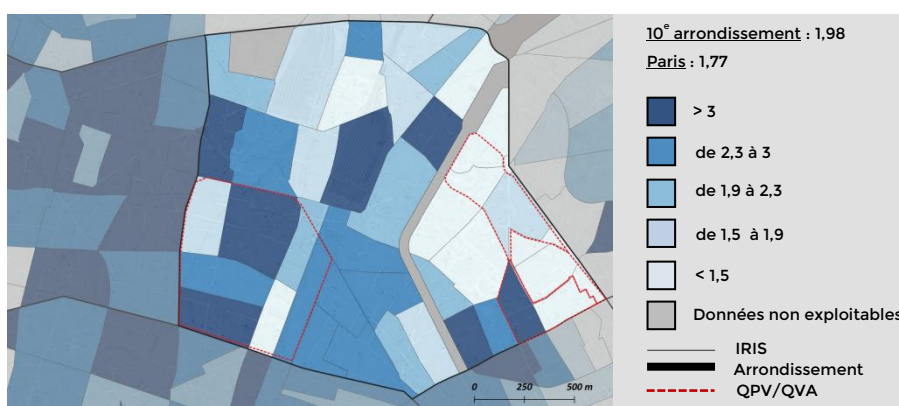 10e arrondissement : 1,98
Paris : 1,77
> 3
de 2,3 à 3
de 1,9 à 2,3
de 1,5 à 1,9
< 1,5
Données non exploitables
IRIS
Arrondissement
QPV/QVA
0 250 500 m